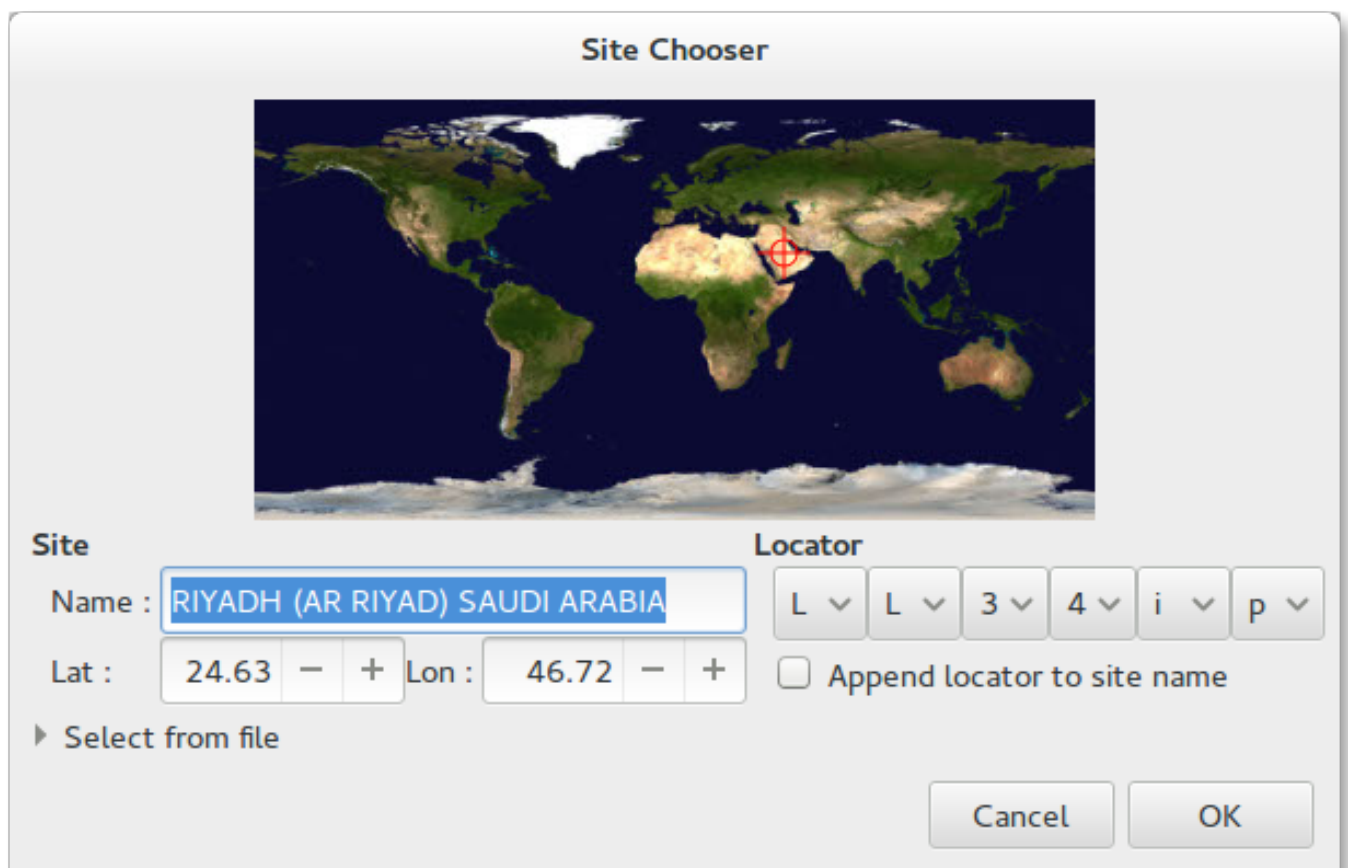 Site Chooser
Site
Locator
Name : RIYADH (AR RIYAD) SAUDI ARABIA
L L 3 4 i p
Lat : 24.63 − + Lon : 46.72 − +
Append locator to site name
Select from file
Cancel OK